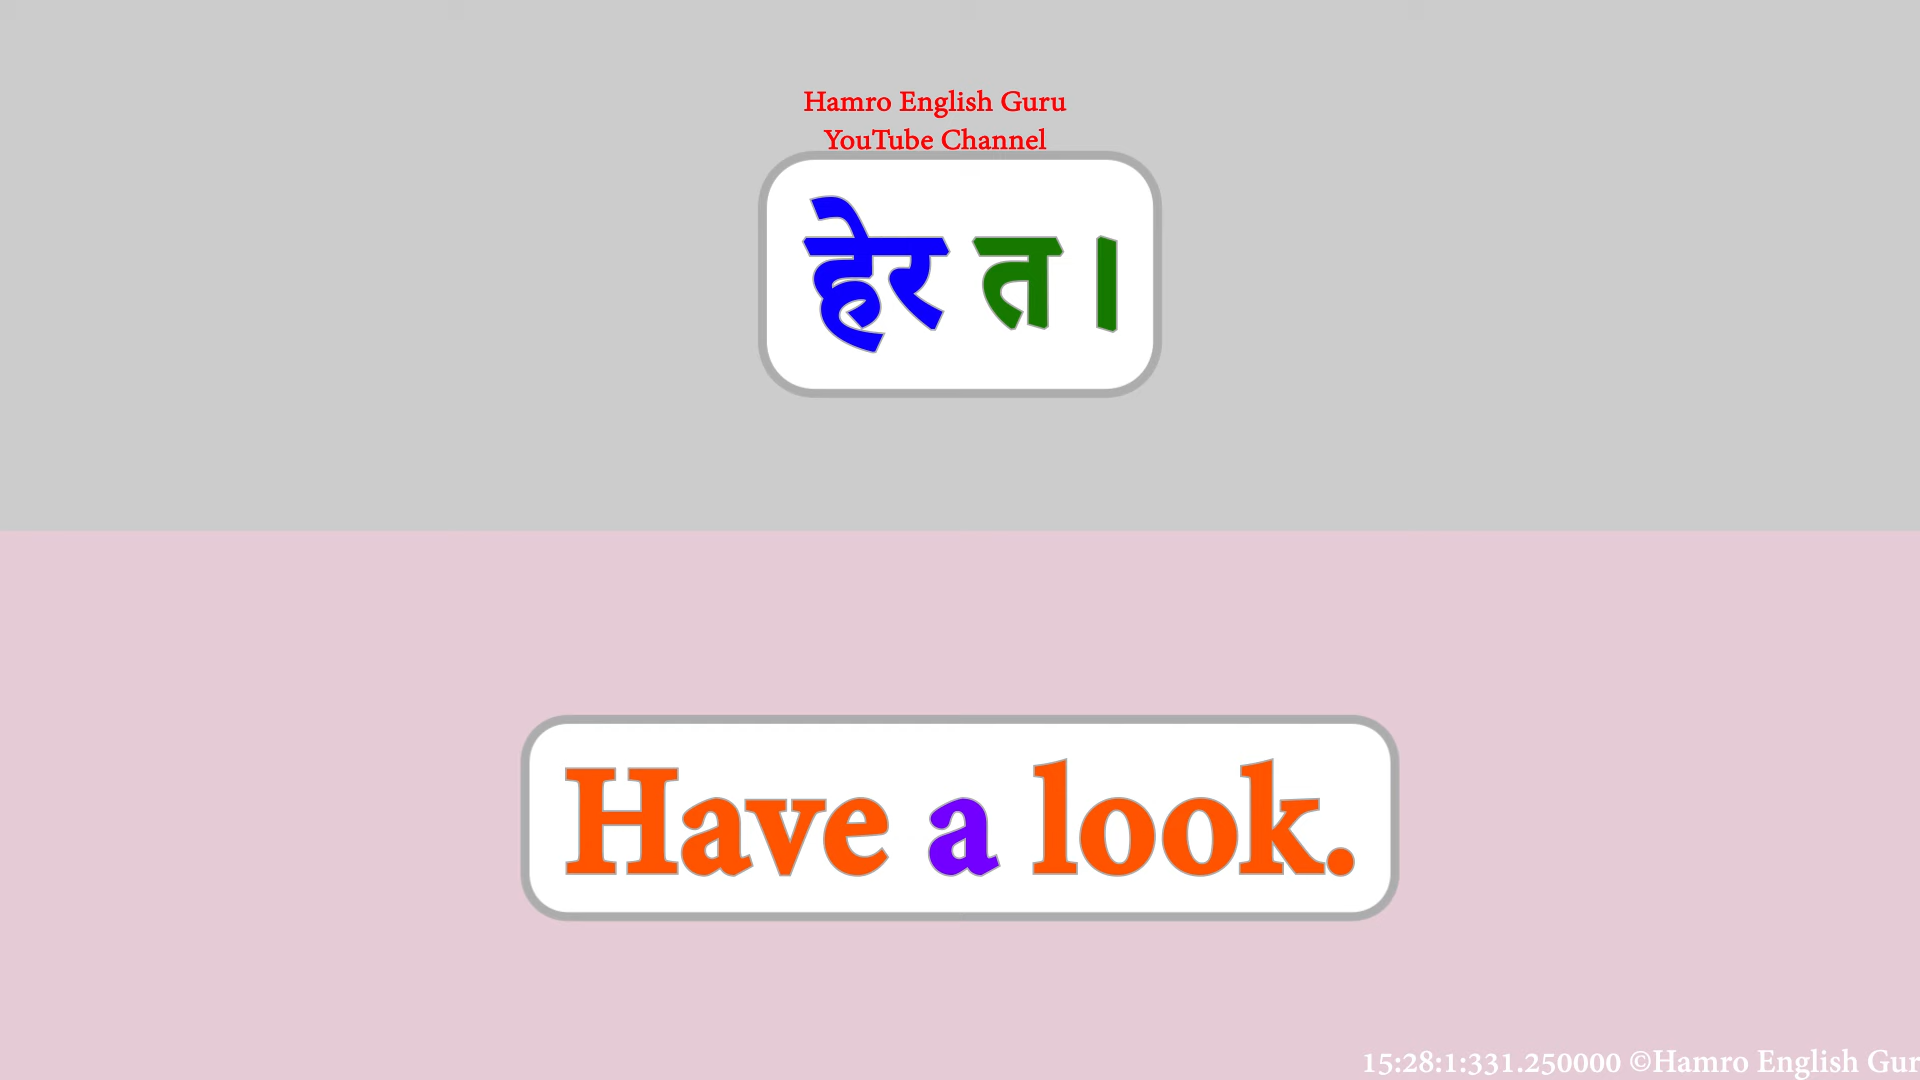 Hamro English Guru
YouTube Channel
हेर त।
Have a look.
15:28:1:331.250000 ©Hamro English Gur